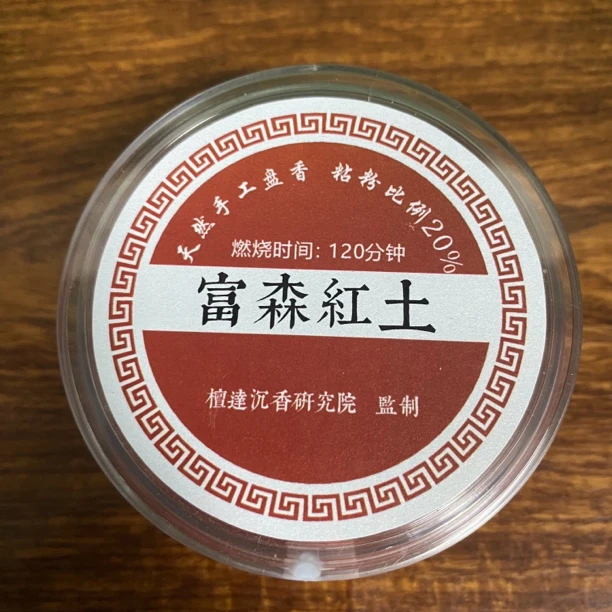 天然手工盘香 粘粉比例20%
燃烧时间：120分钟
富森紅土
檀達沉香研究院 監制